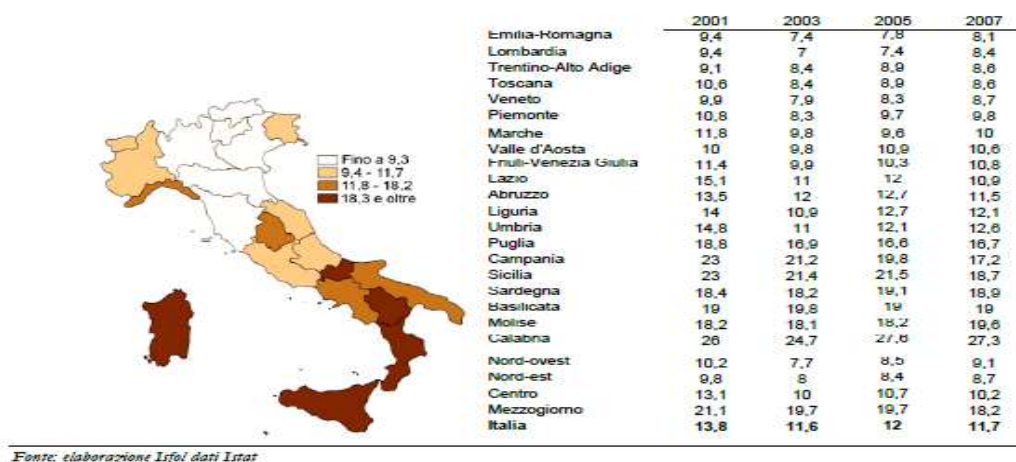 2001 2003 2005 2007
Emilia-Romagna 9,4 7,4 7,8 8,1
Lombardia 9,4 7 7,4 8,4
Trentino-Alto Adige 9,1 8,4 8,9 8,6
Toscana 10,6 8,4 8,9 8,6
Veneto 9,9 7,9 8,3 8,7
Piemonte 10,8 8,3 9,7 9,8
Marche 11,8 9,8 9,6 10
Valle d'Aosta 10 9,8 10,9 10,6
Friuli-Venezia Giulia 11,4 9,9 10,3 10,8
Lazio 15,1 11 12 10,9
Abruzzo 13,5 12 12,7 11,5
Liguria 14 10,9 12,7 12,1
Umbria 14,8 11 12,1 12,6
Puglia 18,8 16,9 16,6 16,7
Campania 23 21,2 19,8 17,2
Sicilia 23 21,4 21,5 18,7
Sardegna 18,4 18,2 19,1 18,9
Basilicata 19 19,8 19 19
Molise 18,2 18,1 18,2 19,6
Calabria 26 24,7 27,6 27,3
Nord-ovest 10,2 7,7 8,5 9,1
Nord-est 9,8 8 8,4 8,7
Centro 13,1 10 10,7 10,2
Mezzogiorno 21,1 19,7 19,7 18,2
Italia 13,8 11,6 12 11,7
Fino a 9,3
9,4 - 11,7
11,8 - 18,2
18,3 e oltre
Fonte: elaborazione Isfol dati Istat